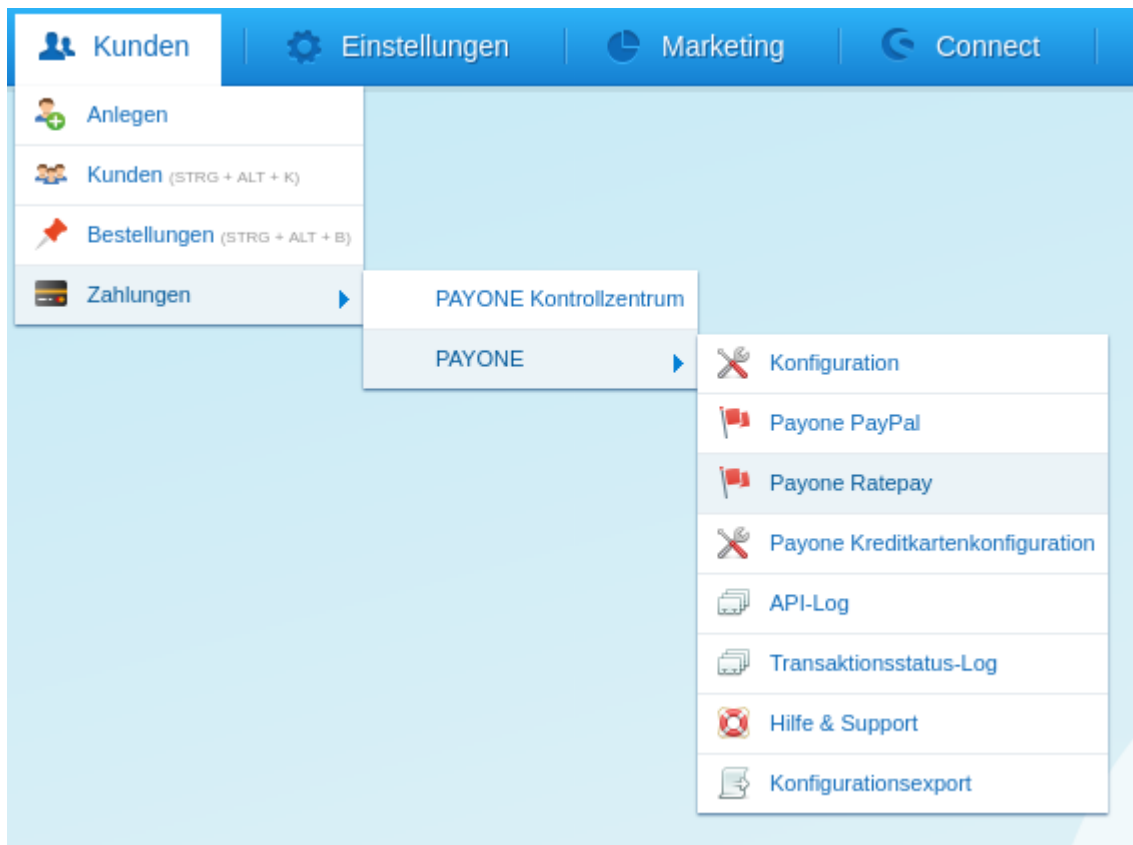 Kunden Einstellungen Marketing Connect
Anlegen
Kunden (STRG + ALT + K)
Bestellungen (STRG + ALT + B)
Zahlungen
PAYONE Kontrollzentrum
PAYONE
Konfiguration
Payone PayPal
Payone Ratepay
Payone Kreditkartenkonfiguration
API-Log
Transaktionsstatus-Log
Hilfe & Support
Konfigurationsexport